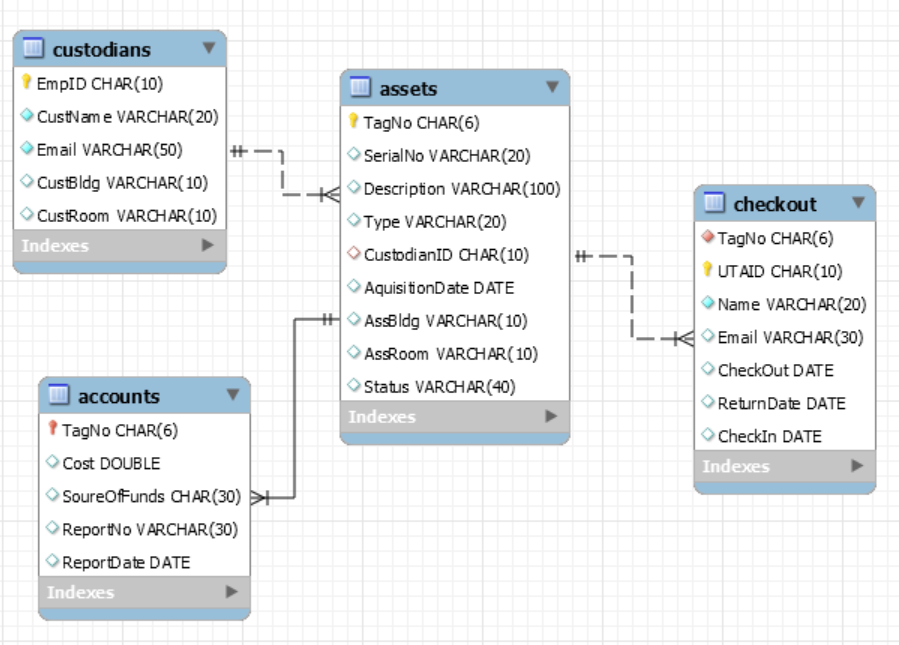 custodians
EmpID CHAR(10)
CustName VARCHAR(20)
Email VARCHAR(50)
CustBldg VARCHAR(10)
CustRoom VARCHAR(10)
Indexes
assets
TagNo CHAR(6)
SerialNo VARCHAR(20)
Description VARCHAR(100)
Type VARCHAR(20)
CustodianID CHAR(10)
AquisitionDate DATE
AssBldg VARCHAR(10)
AssRoom VARCHAR(10)
Status VARCHAR(40)
Indexes
checkout
TagNo CHAR(6)
UTAID CHAR(10)
Name VARCHAR(20)
Email VARCHAR(30)
CheckOut DATE
ReturnDate DATE
CheckIn DATE
Indexes
accounts
TagNo CHAR(6)
Cost DOUBLE
SoureOfFunds CHAR(30)
ReportNo VARCHAR(30)
ReportDate DATE
Indexes